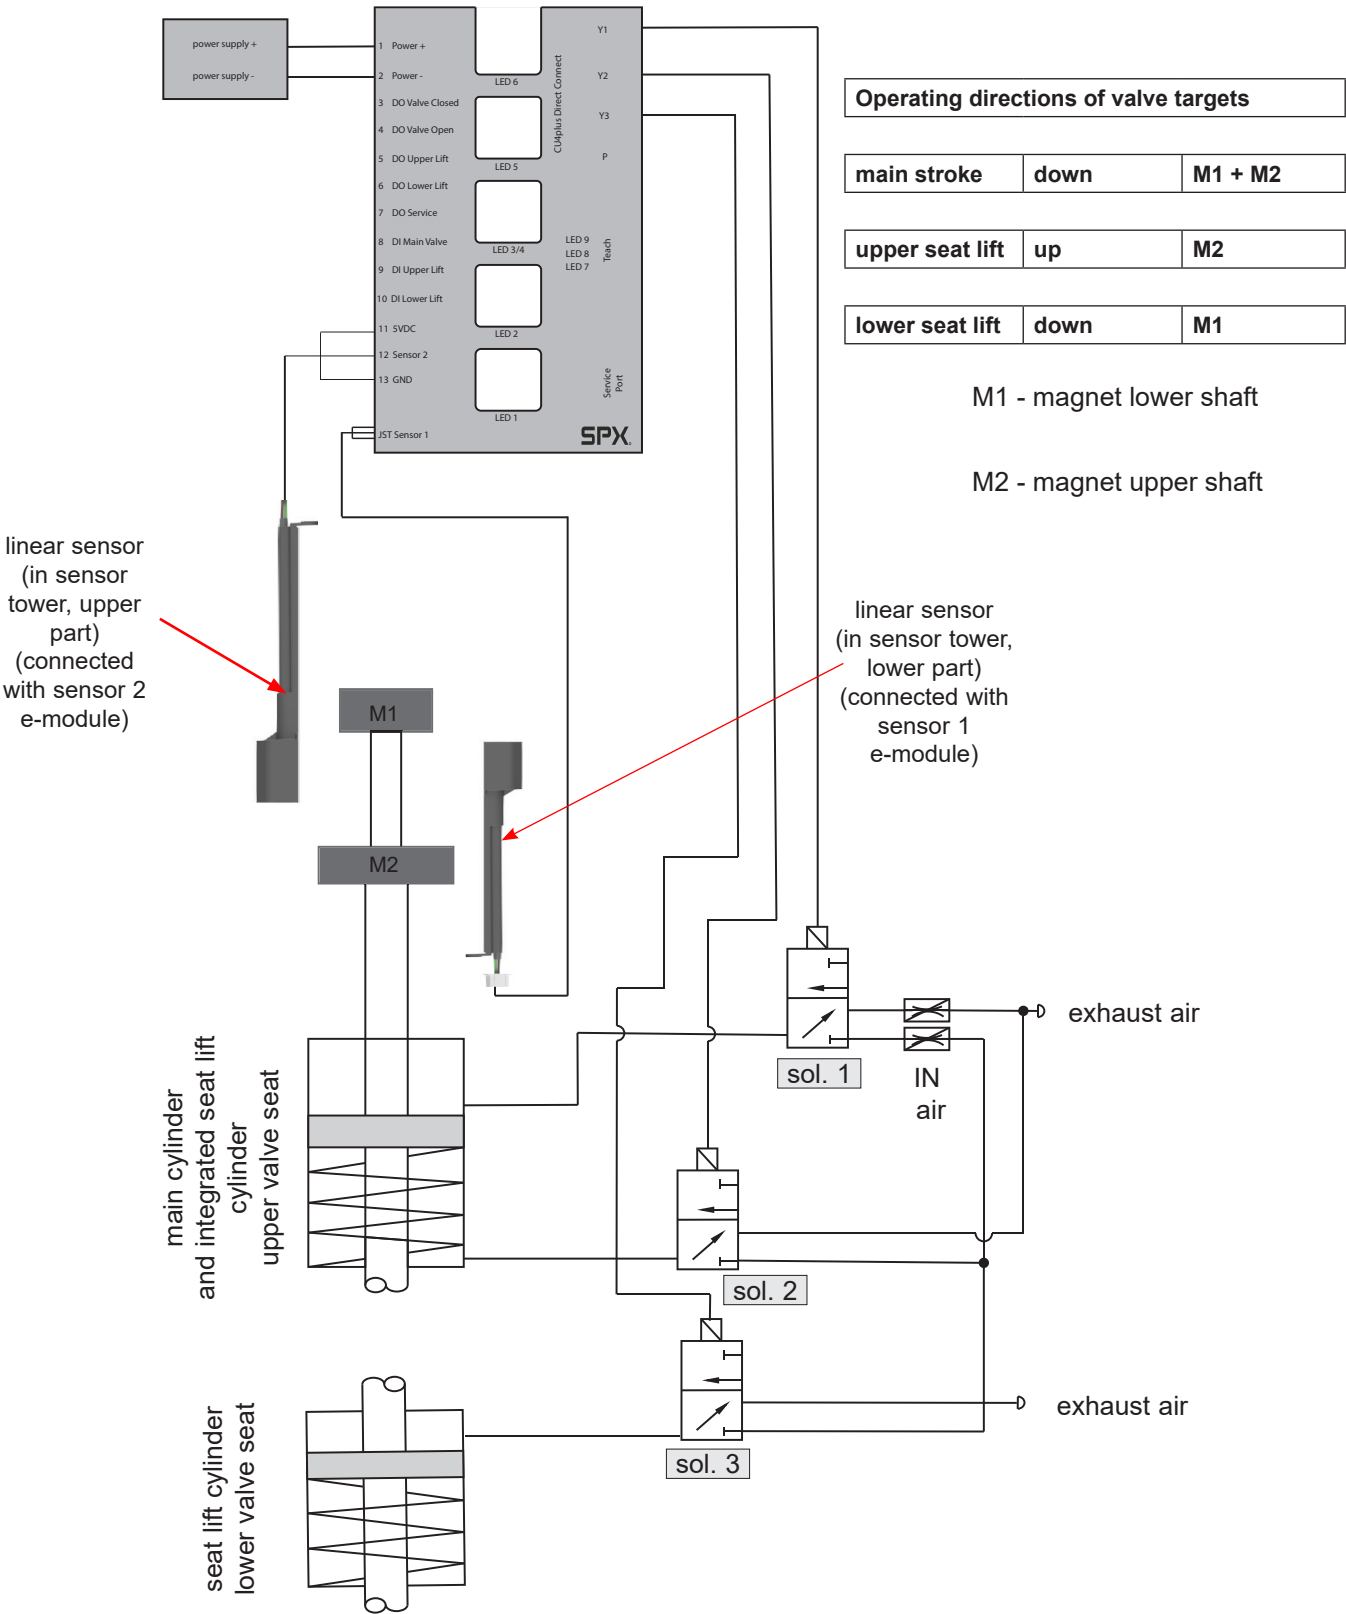 power supply +
power supply -
1 Power +
2 Power -
3 DO Valve Closed
4 DO Valve Open
5 DO Upper Lift
6 DO Lower Lift
7 DO Service
8 DI Main Valve
9 DI Upper Lift
10 DI Lower Lift
11 5VDC
12 Sensor 2
13 GND
JST Sensor 1
LED 6
LED 5
LED 3/4
LED 2
LED 1
CU4plus Direct Connect
Y1
Y2
Y3
P
LED 9
LED 8
LED 7
Teach
Service
Port
SPX
Operating directions of valve targets
main stroke down M1 + M2
upper seat lift up M2
lower seat lift down M1
M1 - magnet lower shaft
M2 - magnet upper shaft
linear sensor
(in sensor
tower, upper
part)
(connected
with sensor 2
e-module)
linear sensor
(in sensor tower,
lower part)
(connected with
sensor 1
e-module)
M1
M2
exhaust air
sol. 1
IN
air
main cylinder
and integrated seat lift
cylinder
upper valve seat
sol. 2
exhaust air
sol. 3
seat lift cylinder
lower valve seat